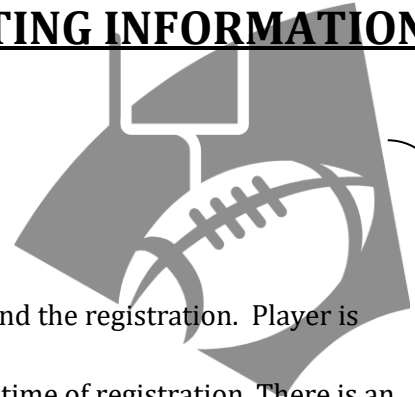 TING INFORMATION
nd the registration. Player is
time of registration. There is an